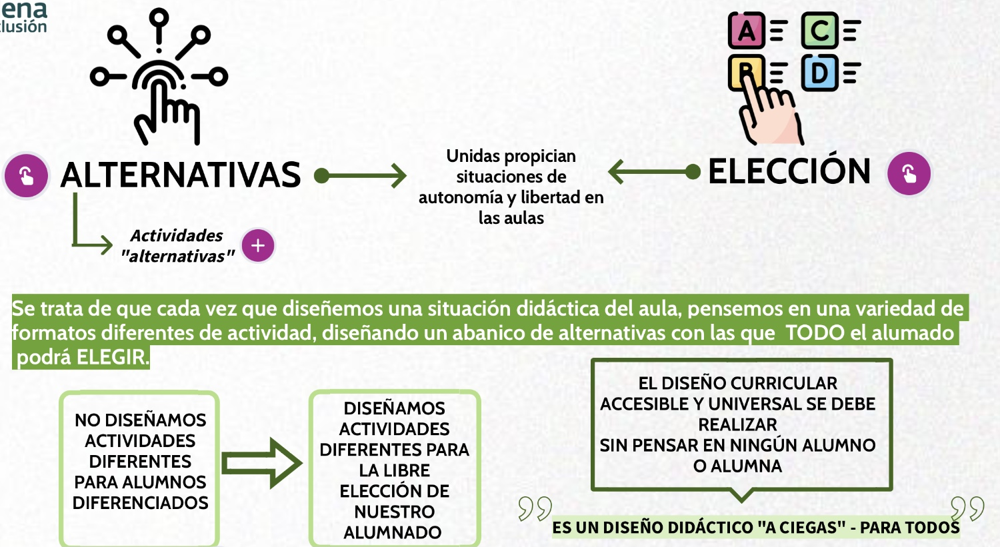 ena
clusión
A
C
B
D
ALTERNATIVAS
Unidas propician
situaciones de
autonomía y libertad en
las aulas
ELECCIÓN
Actividades
"alternativas"
Se trata de que cada vez que diseñemos una situación didáctica del aula, pensemos en una variedad de
formatos diferentes de actividad, diseñando un abanico de alternativas con las que TODO el alumado
podrá ELEGIR.
NO DISEÑAMOS
ACTIVIDADES
DIFERENTES
PARA ALUMNOS
DIFERENCIADOS
DISEÑAMOS
ACTIVIDADES
DIFERENTES PARA
LA LIBRE
ELECCIÓN DE
NUESTRO
ALUMNADO
EL DISEÑO CURRICULAR
ACCESIBLE Y UNIVERSAL SE DEBE
REALIZAR
SIN PENSAR EN NINGÚN ALUMNO
O ALUMNA
”ES UN DISEÑO DIDÁCTICO "A CIEGAS" - PARA TODOS”